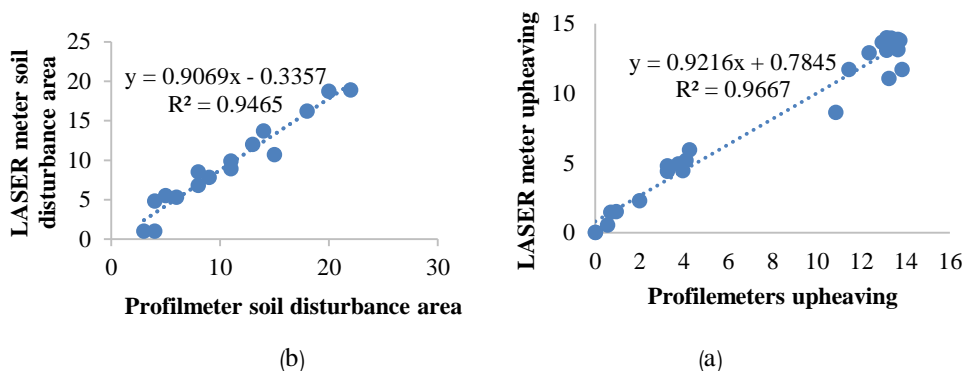 25
20
15
10
5
0
y = 0.9069x - 0.3357
R² = 0.9465
LASER meter soil
disturbance area
0 10 20 30
Profilmeter soil disturbance area
(b)
15
10
5
0
y = 0.9216x + 0.7845
R² = 0.9667
LASER meter upheaving
0 2 4 6 8 10 12 14 16
Profilemeters upheaving
(a)